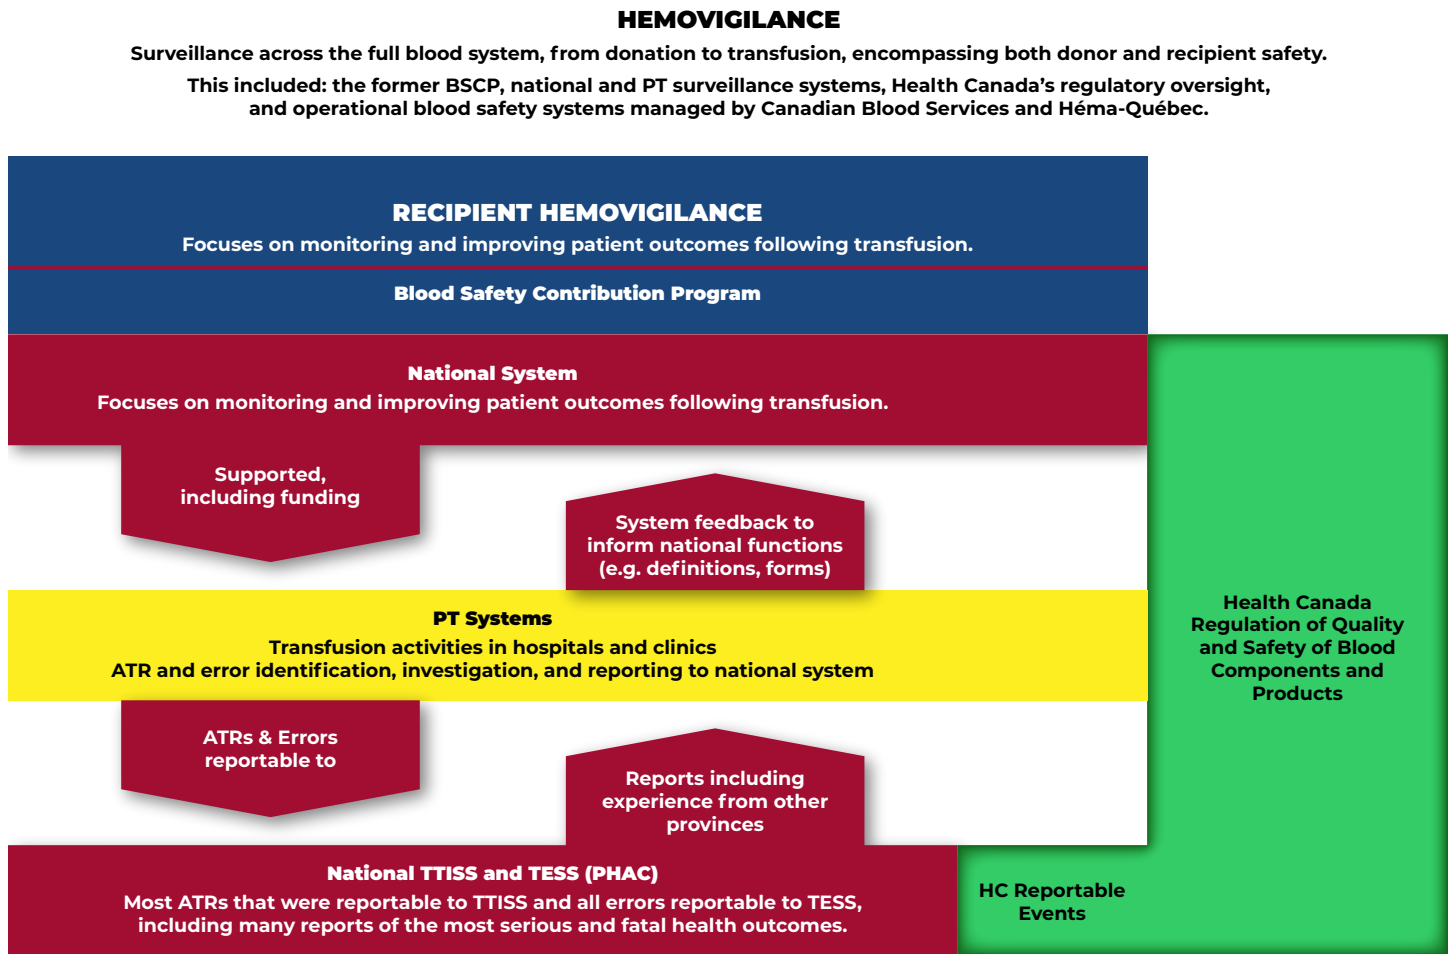 HEMOVIGILANCE
Surveillance across the full blood system, from donation to transfusion, encompassing both donor and recipient safety.
This included: the former BSCP, national and PT surveillance systems, Health Canada’s regulatory oversight,
and operational blood safety systems managed by Canadian Blood Services and Héma-Québec.
RECIPIENT HEMOVIGILANCE
Focuses on monitoring and improving patient outcomes following transfusion.
Blood Safety Contribution Program
National System
Focuses on monitoring and improving patient outcomes following transfusion.
Supported,
including funding
System feedback to
inform national functions
(e.g. definitions, forms)
PT Systems
Transfusion activities in hospitals and clinics
ATR and error identification, investigation, and reporting to national system
ATRs & Errors
reportable to
Reports including
experience from other
provinces
National TTISS and TESS (PHAC)
Most ATRs that were reportable to TTISS and all errors reportable to TESS,
including many reports of the most serious and fatal health outcomes.
Health Canada
Regulation of Quality
and Safety of Blood
Components and
Products
HC Reportable
Events